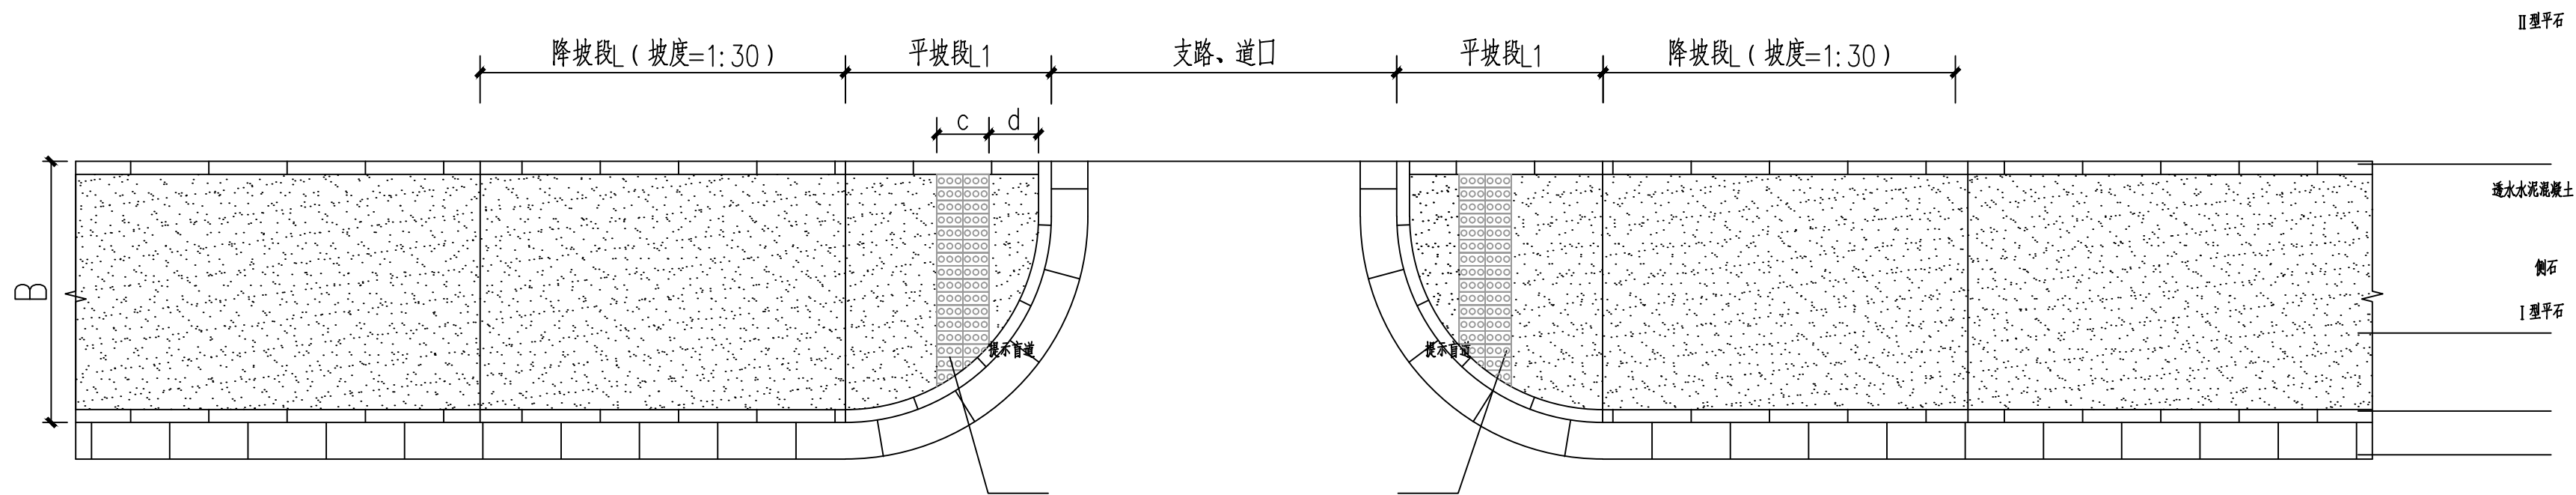 II型平石
降坡段L（坡度=1:30）
平坡段L1
支路、道口
平坡段L1
降坡段L（坡度=1:30）
c
d
透水水泥混凝土
B
侧石
I型平石
提示盲道
提示盲道